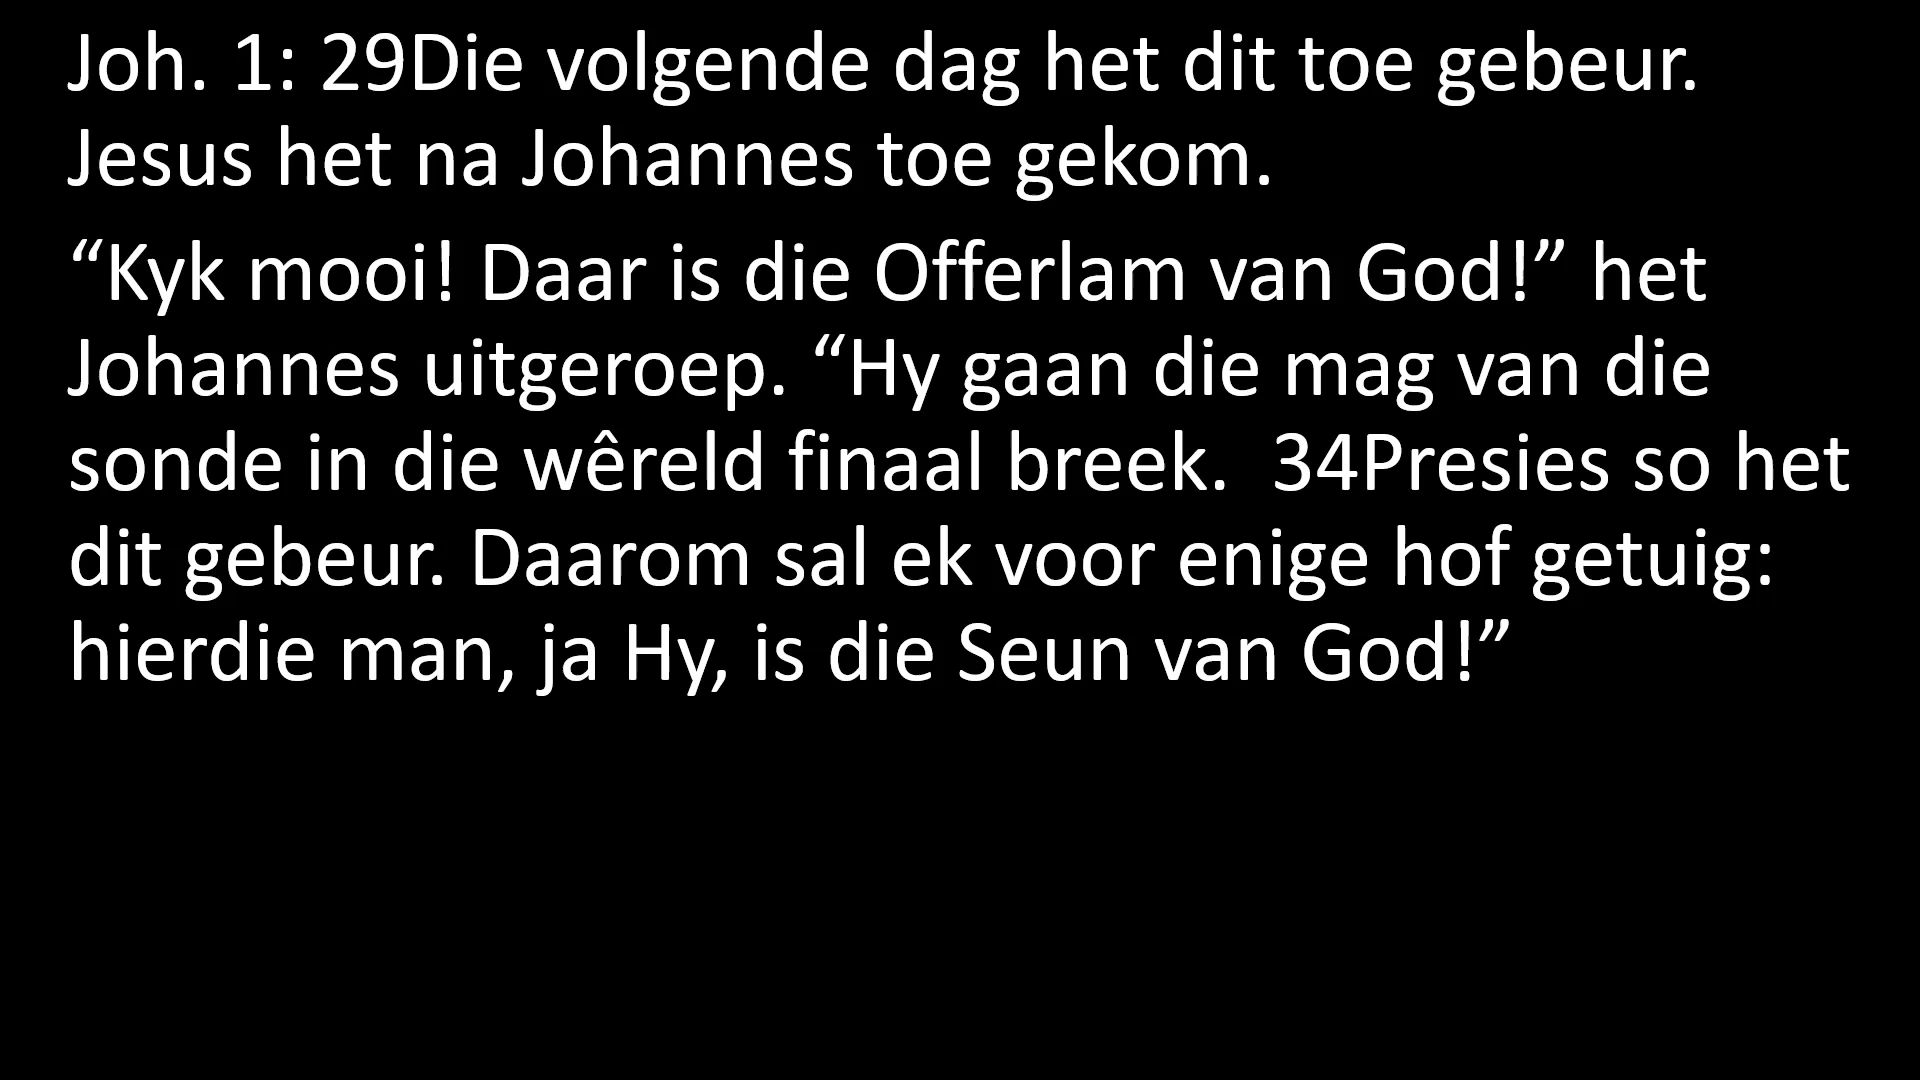 Joh. 1: 29Die volgende dag het dit toe gebeur.
Jesus het na Johannes toe gekom.
“Kyk mooi! Daar is die Offerlam van God!” het
Johannes uitgeroep. “Hy gaan die mag van die
sonde in die wêreld finaal breek.  34Presies so het
dit gebeur. Daarom sal ek voor enige hof getuig:
hierdie man, ja Hy, is die Seun van God!”